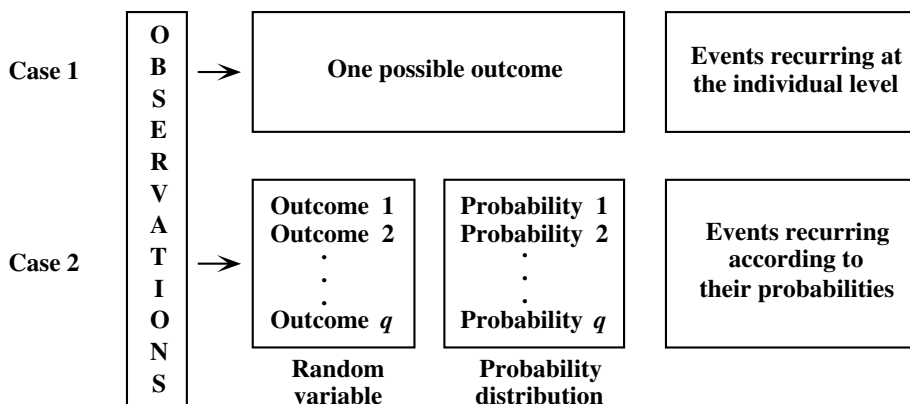 Case 1
O
B
S
E
R
V
A
T
I
O
N
S
One possible outcome
Events recurring at
the individual level
Case 2
Outcome 1
Outcome 2
.
.
.
Outcome q
Random
variable
Probability 1
Probability 2
.
.
.
Probability q
Probability
distribution
Events recurring
according to
their probabilities